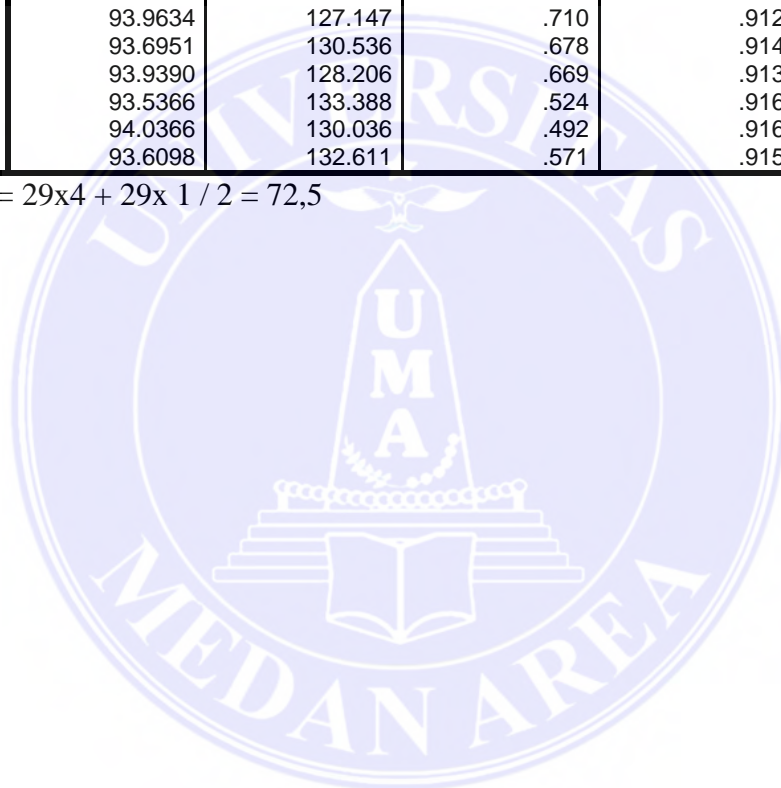 93.9634 127.147 .710 .912
93.6951 130.536 .678 .914
93.9390 128.206 .669 .913
93.5366 133.388 .524 .916
94.0366 130.036 .492 .916
93.6098 132.611 .571 .915
= 29x4 + 29x 1 / 2 = 72,5
UNIVERSITAS
U
M
A
MEDAN AREA